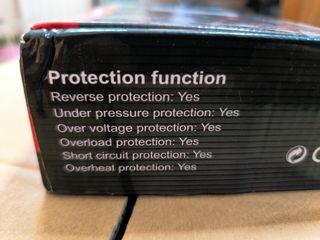 Protection function
Reverse protection: Yes
Under pressure protection: Yes
Over voltage protection: Yes
Overload protection: Yes
Short circuit protection: Yes
Overheat protection: Yes